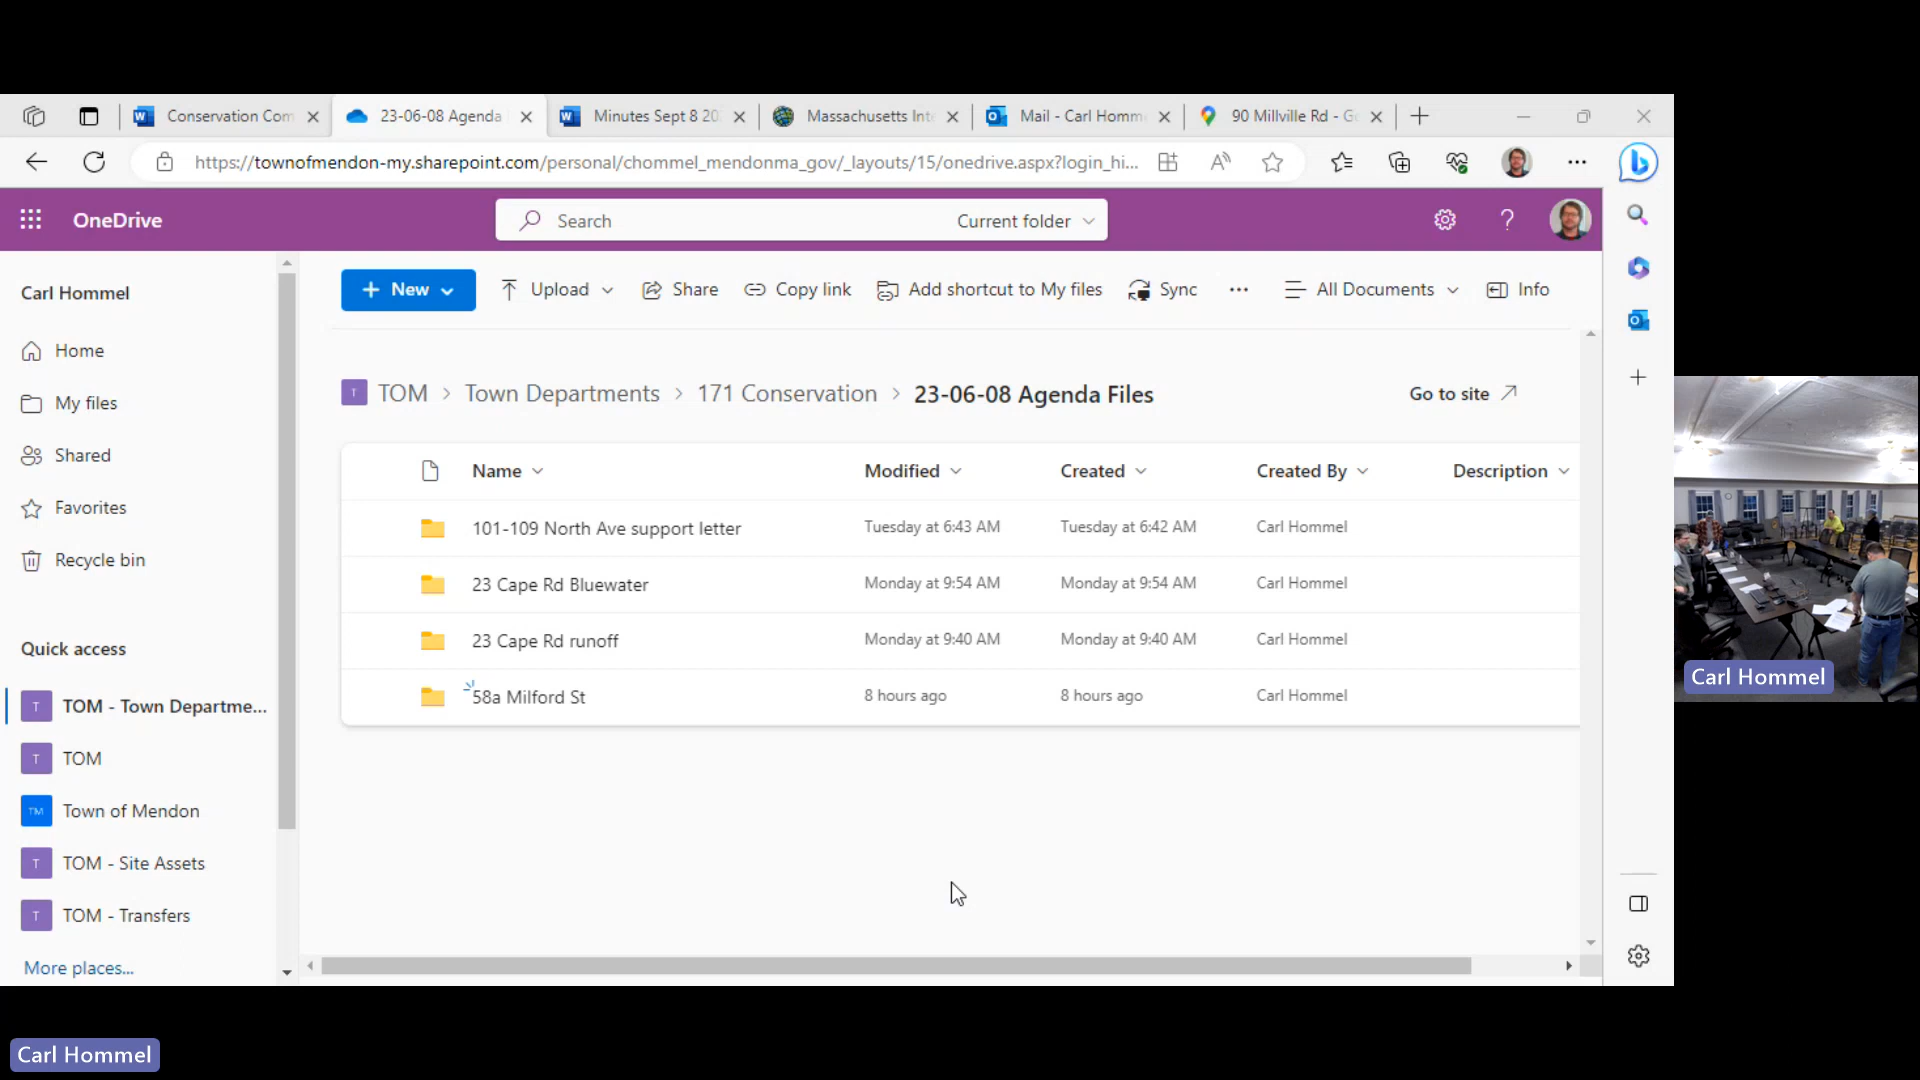 Conservation Com
23-06-08 Agenda
Minutes Sept 8 20
Massachusetts Int
Mail - Carl Homm
90 Millville Rd - G
https://townofmendon-my.sharepoint.com/personal/chommel_mendonma_gov/_layouts/15/onedrive.aspx?login_hi...
OneDrive
Search
Current folder
Carl Hommel
Home
My files
Shared
Favorites
Recycle bin
Quick access
T TOM - Town Departme...
T TOM
TM Town of Mendon
T TOM - Site Assets
T TOM - Transfers
More places...
+ New
Upload
Share
Copy link
Add shortcut to My files
Sync
...
All Documents
Info
T TOM > Town Departments > 171 Conservation > 23-06-08 Agenda Files
Go to site
Name Modified Created Created By Description
101-109 North Ave support letter Tuesday at 6:43 AM Tuesday at 6:42 AM Carl Hommel
23 Cape Rd Bluewater Monday at 9:54 AM Monday at 9:54 AM Carl Hommel
23 Cape Rd runoff Monday at 9:40 AM Monday at 9:40 AM Carl Hommel
58a Milford St 8 hours ago 8 hours ago Carl Hommel
Carl Hommel
Carl Hommel